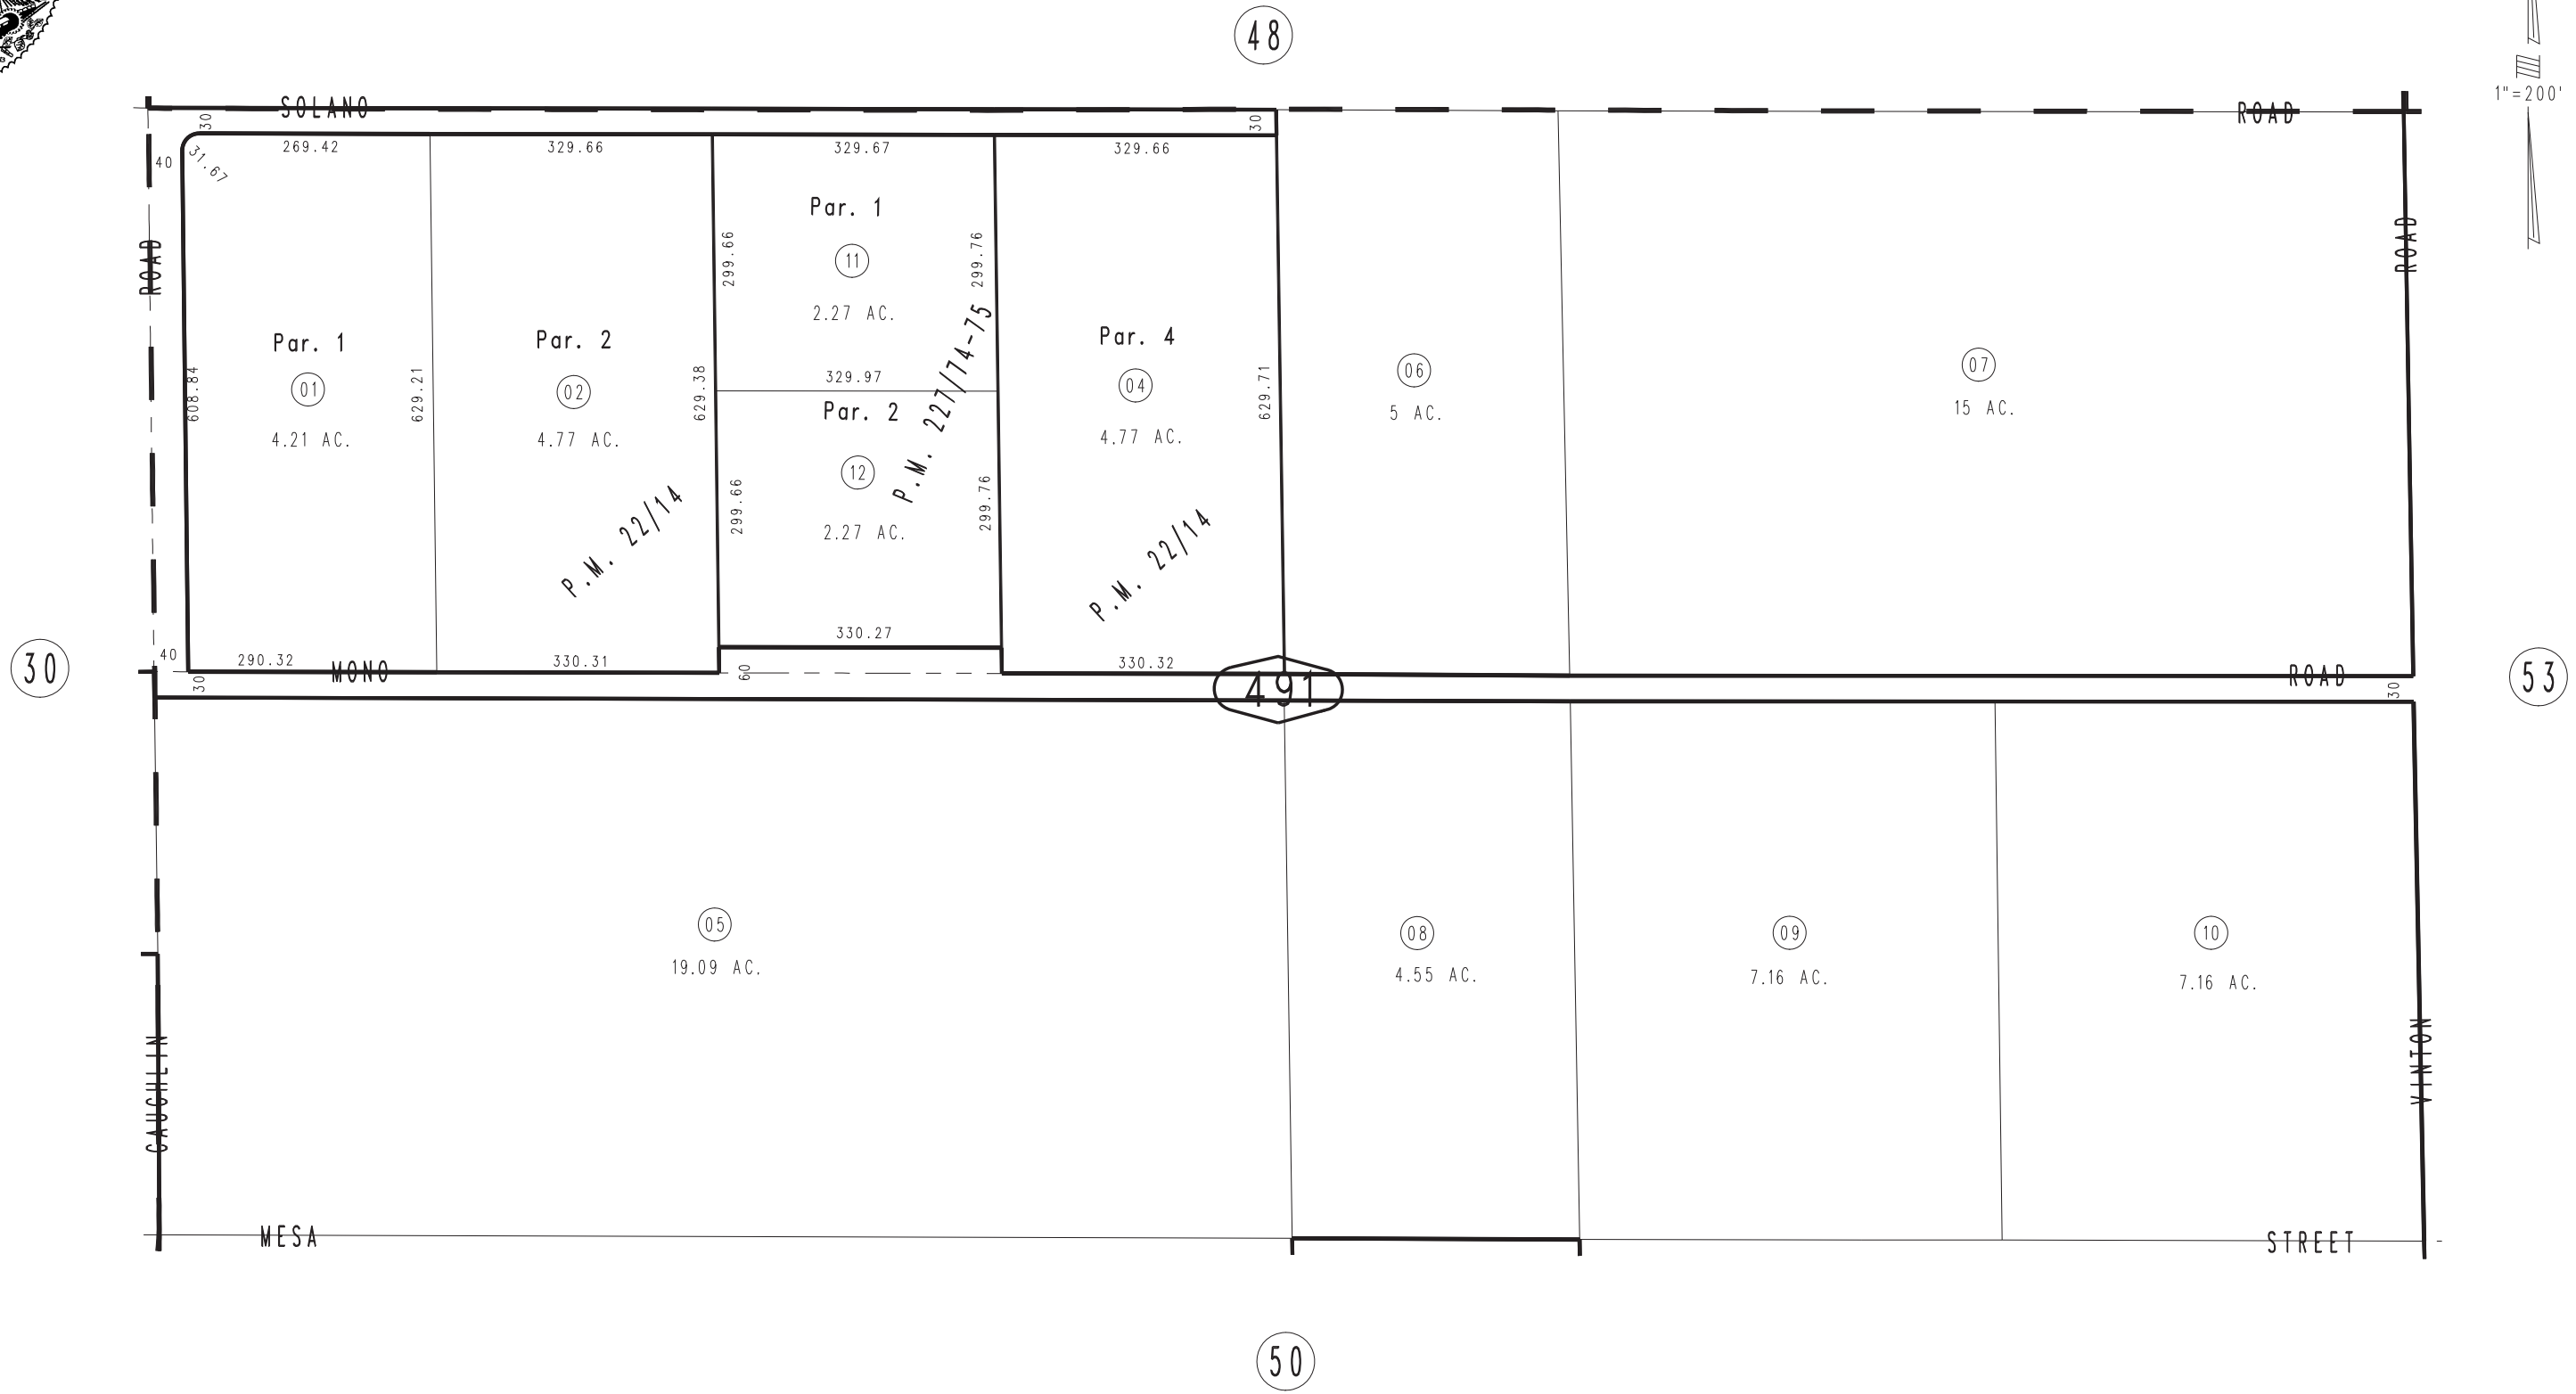 48
1"=200'
SOLANO
ROAD
30
30
40
31.67
269.42
329.66
329.67
329.66
ROAD
ROAD
Par. 1
11
2.27 AC.
299.66
299.76
Par. 1
01
4.21 AC.
608.84
629.21
Par. 2
02
4.77 AC.
629.38
P.M. 22/14
329.97
Par. 2
12
2.27 AC.
299.66
299.76
P.M. 227/74-75
330.27
Par. 4
04
4.77 AC.
629.71
P.M. 22/14
06
5 AC.
07
15 AC.
30
40
290.32
330.31
60
330.32
30
MONO
491
ROAD
30
53
05
19.09 AC.
08
4.55 AC.
09
7.16 AC.
10
7.16 AC.
CAUGHLIN
VINTON
MESA
STREET
50